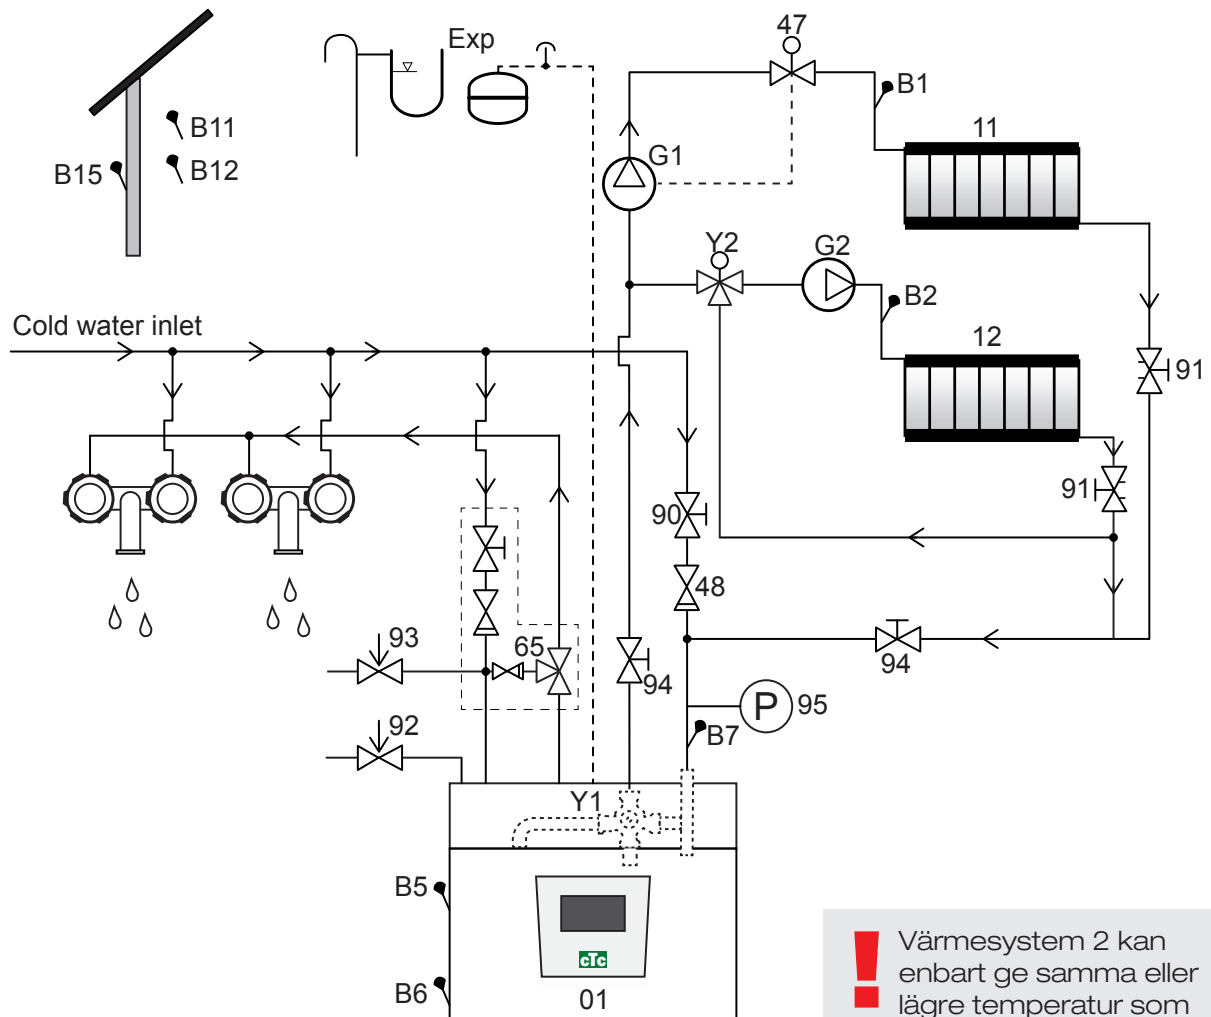 47
Exp
B1
B11
11
G1
B12
B15
Y2
G2
B2
Cold water inlet
12
91
91
90
48
93
65
94
94
P 95
92
B7
Y1
B5
cTc
B6
01
! Värmesystem 2 kan
enbart ge samma eller
lägre temperatur som